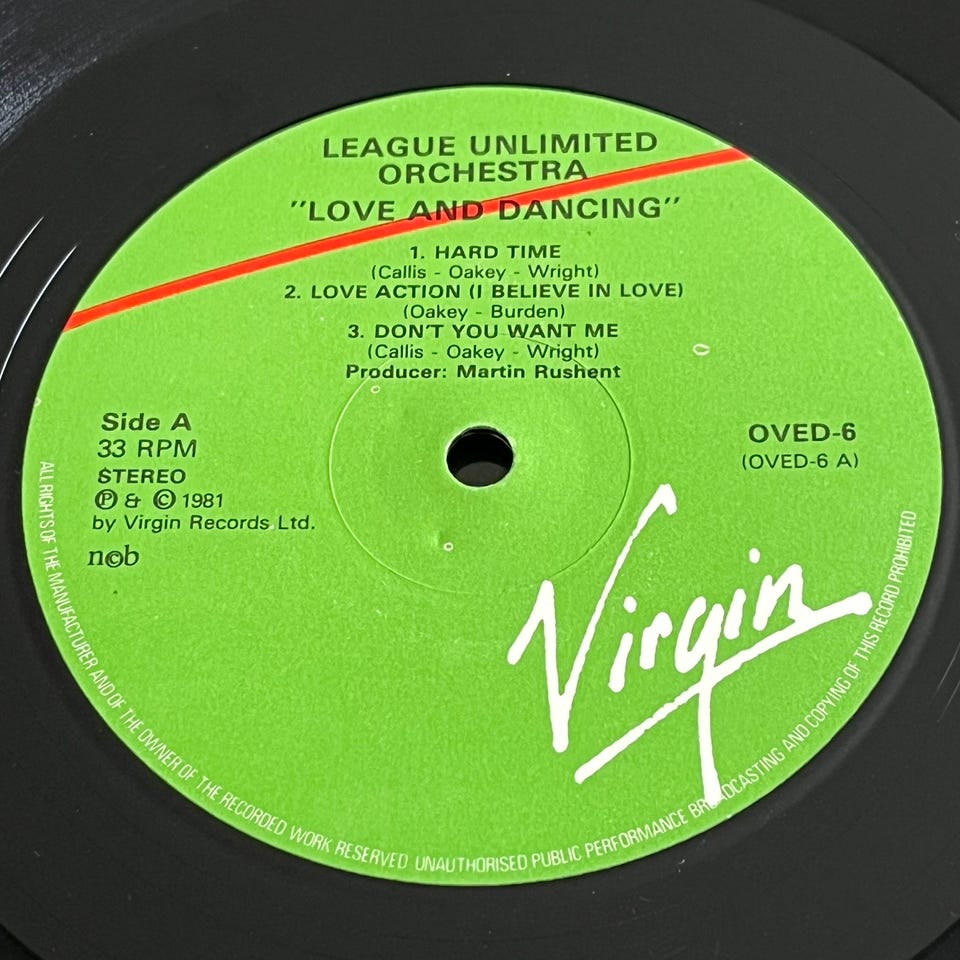 LEAGUE UNLIMITED
ORCHESTRA
"LOVE AND DANCING"
1. HARD TIME
(Callis - Oakey - Wright)
2. LOVE ACTION (I BELIEVE IN LOVE)
(Oakey - Burden)
3. DON'T YOU WANT ME
(Callis - Oakey - Wright)
Producer: Martin Rushent
Side A
33 RPM
STEREO
Ⓟ & © 1981
by Virgin Records Ltd.
n©b
OVED-6
(OVED-6 A)
Virgin
ALL RIGHTS OF THE MANUFACTURER AND OF THE OWNER OF THE RECORDED WORK RESERVED UNAUTHORISED PUBLIC PERFORMANCE BROADCASTING AND COPYING OF THIS RECORD PROHIBITED